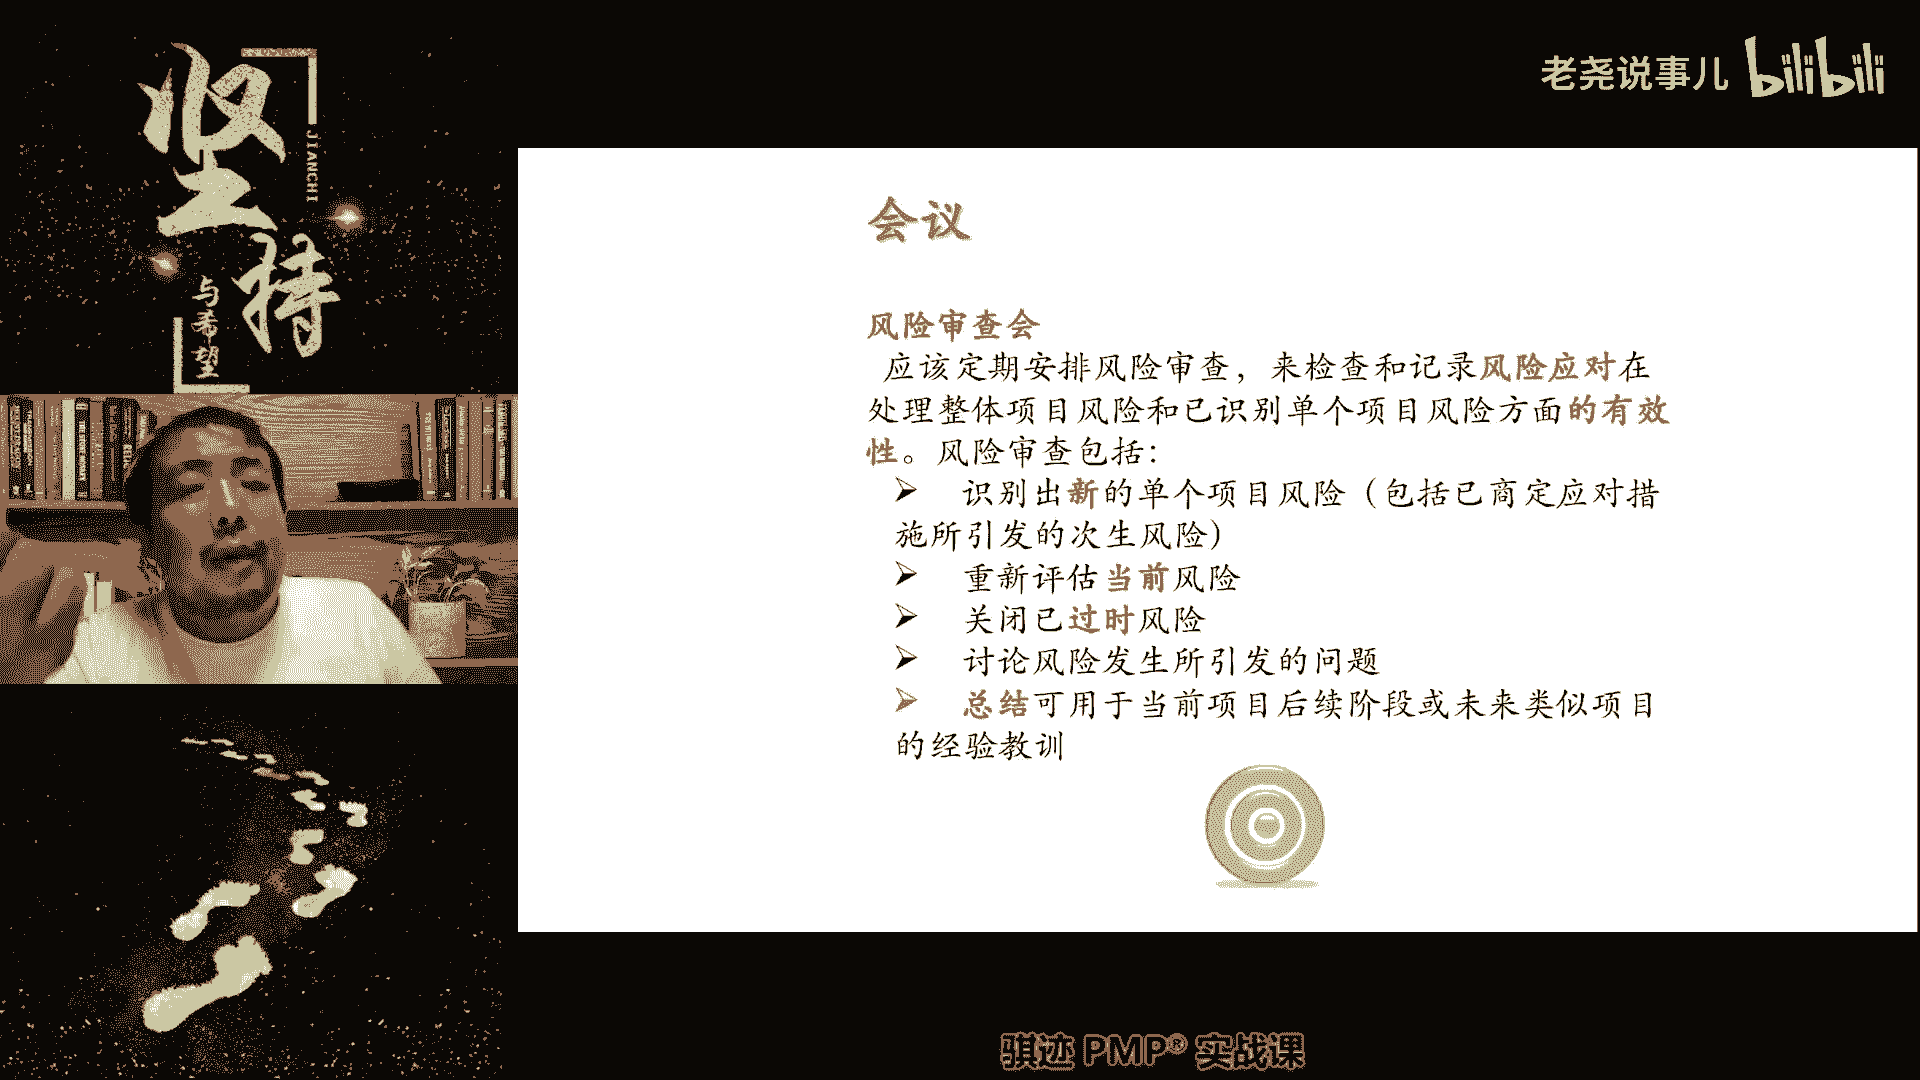 坚持
JIANCHI
与希望
老尧说事儿 bilibili
会议
风险审查会
应该定期安排风险审查，来检查和记录风险应对在
处理整体项目风险和已识别单个项目风险方面的有效
性。风险审查包括：
➢ 识别出新的单个项目风险（包括已商定应对措
施所引发的次生风险）
➢ 重新评估当前风险
➢ 关闭已过时风险
➢ 讨论风险发生所引发的问题
➢ 总结可用于当前项目后续阶段或未来类似项目
的经验教训
骐迹 PMP® 实战课